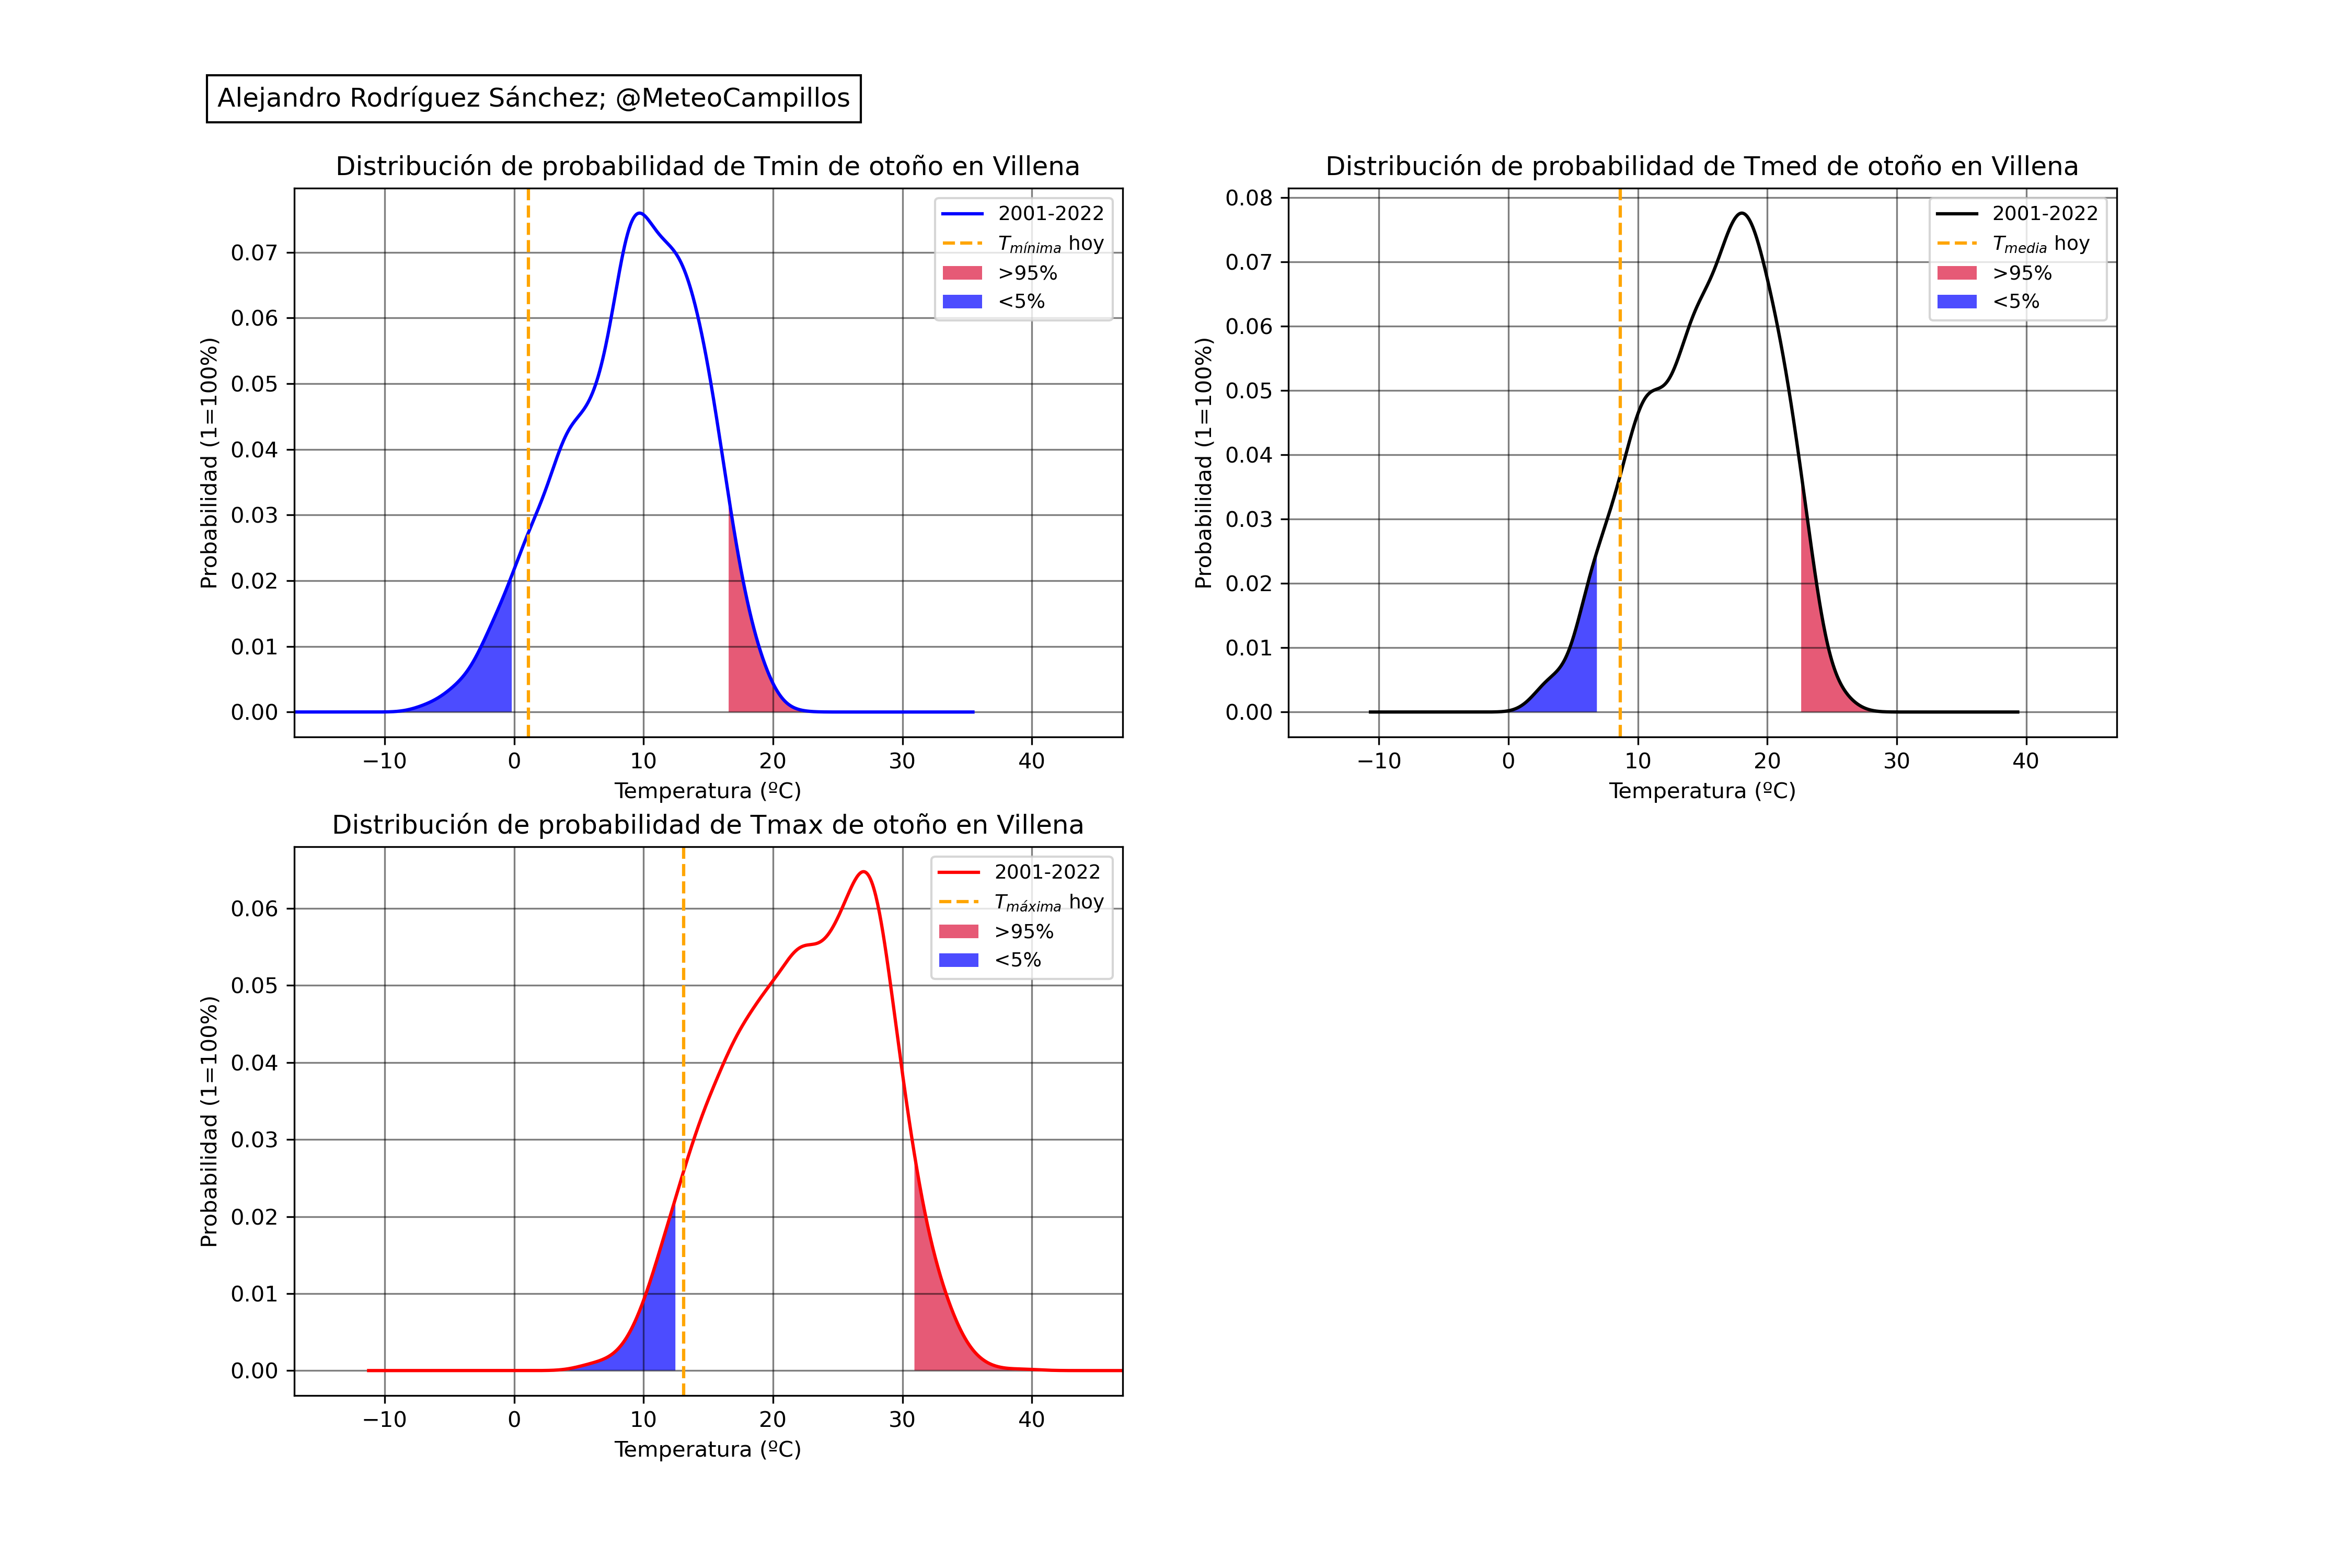 Alejandro Rodríguez Sánchez; @MeteoCampillos
Distribución de probabilidad de Tmin de otoño en Villena
Probabilidad (1=100%)
0.07
0.06
0.05
0.04
0.03
0.02
0.01
0.00
2001-2022
Tmínima hoy
>95%
<5%
−10 0 10 20 30 40
Temperatura (ºC)
Distribución de probabilidad de Tmed de otoño en Villena
Probabilidad (1=100%)
0.08
0.07
0.06
0.05
0.04
0.03
0.02
0.01
0.00
2001-2022
Tmedia hoy
>95%
<5%
−10 0 10 20 30 40
Temperatura (ºC)
Distribución de probabilidad de Tmax de otoño en Villena
Probabilidad (1=100%)
0.06
0.05
0.04
0.03
0.02
0.01
0.00
2001-2022
Tmáxima hoy
>95%
<5%
−10 0 10 20 30 40
Temperatura (ºC)